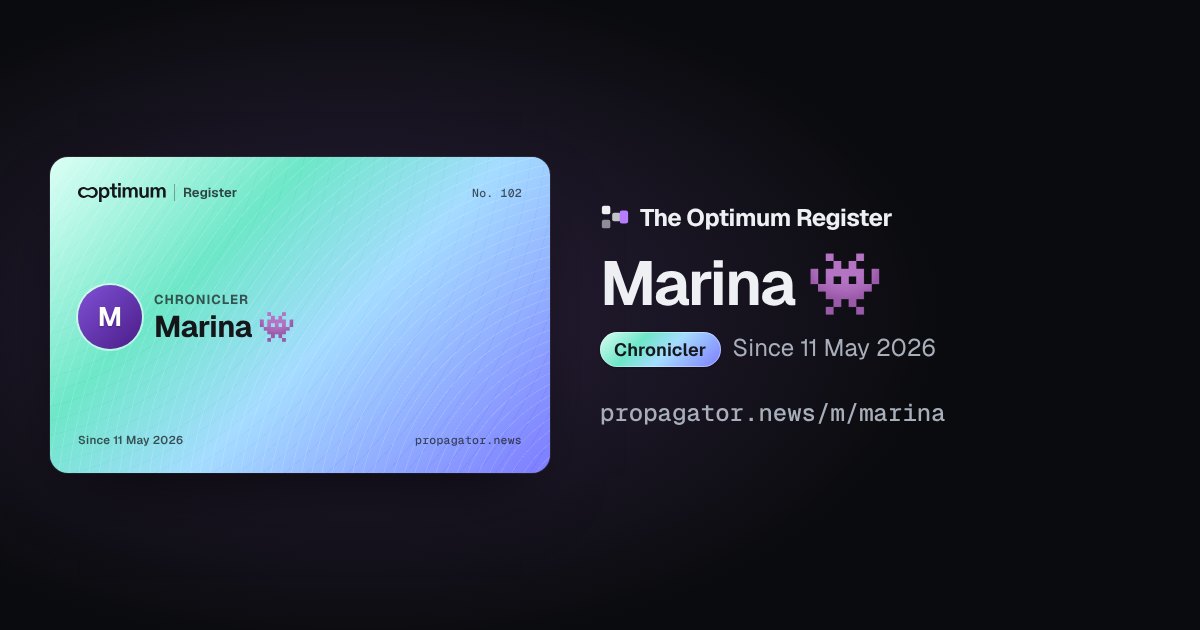 optimum | Register
No. 102
M
CHRONICLER
Marina 👾
Since 11 May 2026
propagator.news
The Optimum Register
Marina 👾
Chronicler
Since 11 May 2026
propagator.news/m/marina